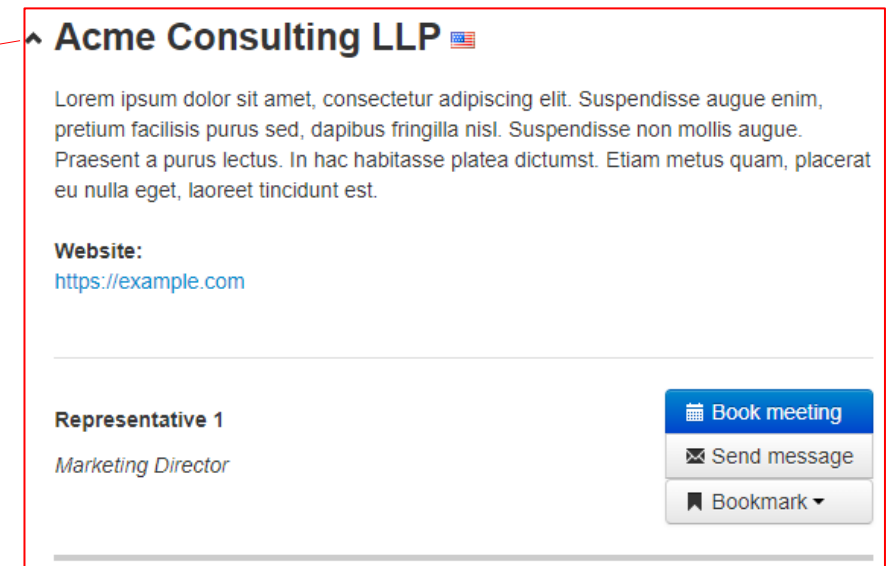 Acme Consulting LLP
Lorem ipsum dolor sit amet, consectetur adipiscing elit. Suspendisse augue enim,
pretium facilisis purus sed, dapibus fringilla nisl. Suspendisse non mollis augue.
Praesent a purus lectus. In hac habitasse platea dictumst. Etiam metus quam, placerat
eu nulla eget, laoreet tincidunt est.
Website:
https://example.com
Representative 1
Marketing Director
Book meeting
Send message
Bookmark